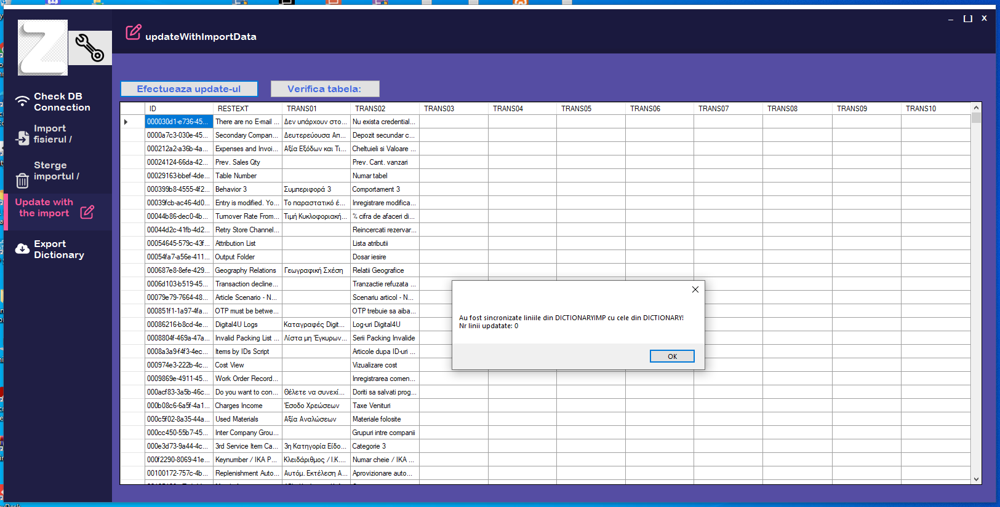 updateWithImportData
Check DB
Connection
Import
fisierul /
Sterge
importul /
Update with
the import
Export
Dictionary
Efectueaza update-ul
Verifica tabela:
ID RESTEXT TRANS01 TRANS02 TRANS03 TRANS04 TRANS05 TRANS06 TRANS07 TRANS08 TRANS09 TRANS10
000030d1-e736-45... There are no E-mail ... Δεν υπάρχουν στο... Nu exista credential...
0000a7c3-030e-45... Secondary Compan... Δευτερεύουσα Απ... Depozit secundar c...
000212a2-a36b-4a... Expenses and Invoi... Αξία Εξόδων και Τι... Cheltuieli si Valoare ...
00024124-66da-42... Prev. Sales Qty Prev. Cant. vanzari
00029163-bbef-4de... Table Number Numar tabel
000399b8-4555-4f2... Behavior 3 Συμπεριφορά 3 Comportament 3
00039fcb-ac46-4d0... Entry is modified. Yo... Το παραστατικό έ... Inregistrare modifica...
00044b86-dec0-4b... Turnover Rate From... Τιμή Κυκλοφοριακή... % cifra de afaceri di...
00044d2c-41fb-4d2... Retry Store Channel... Reincercati rezervar...
00054645-579c-43f... Attribution List Lista atributii
00054fa7-a56e-411... Output Folder Dosar iesire
000687e8-8efe-429... Geography Relations Γεωγραφική Σχέση Relatii Geografice
0006d103-b519-45... Transaction decline... Tranzactie refuzata ...
00079e79-7664-48... Article Scenario - N... Scenariu articol - N...
000851f1-1a97-4fa... OTP must be betwe... OTP trebuie sa aiba...
00086216-b8cd-4e... Digital4U Logs Καταγραφές Digit... Log-uri Digital4U
0008804f-469a-47a... Invalid Packing List ... Λίστα μη Έγκυρων... Serii Packing Invalide
0008a3a9-f4f3-4ec... Items by IDs Script Articole dupa ID-uri ...
000974e3-222b-4c... Cost View Vizualizare cost
0009869e-4911-45... Work Order Record... Inregistrarea comen...
000acf83-3a5b-46c... Do you want to con... Θέλετε να συνεχί... Doriti sa salvati prog...
000b08c6-6a5f-4a1... Charges Income Έσοδο Χρεώσεων Taxe Venituri
000c5f02-8a35-44a... Used Materials Αξία Αναλώσεων Materiale folosite
000cc450-55b7-45... Inter Company Grou... Grupuri intre companii
000e3d73-9a44-4c... 3rd Service Item Ca... 3η Κατηγορία Είδο... Categorie 3
000f2290-8069-41e... Keynumber / IKA P... Κλειδάριθμος / Ι.Κ.... Numar cheie / IKA ...
00100172-757c-4b... Replenishment Auto... Αυτόμ. Εκτέλεση Α... Aprovizionare auto...
Au fost sincronizate liniile din DICTIONARYIMP cu cele din DICTIONARY!
Nr linii updatate: 0
OK